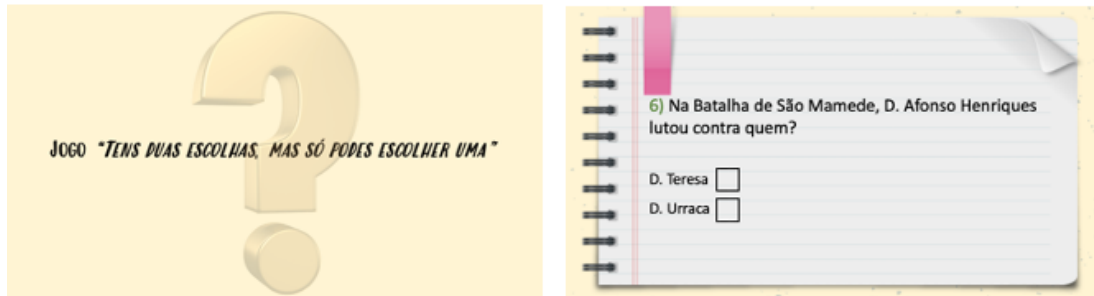 JOGO "TENS DUAS ESCOLHAS, MAS SÓ PODES ESCOLHER UMA"
6) Na Batalha de São Mamede, D. Afonso Henriques
lutou contra quem?
D. Teresa
D. Urraca